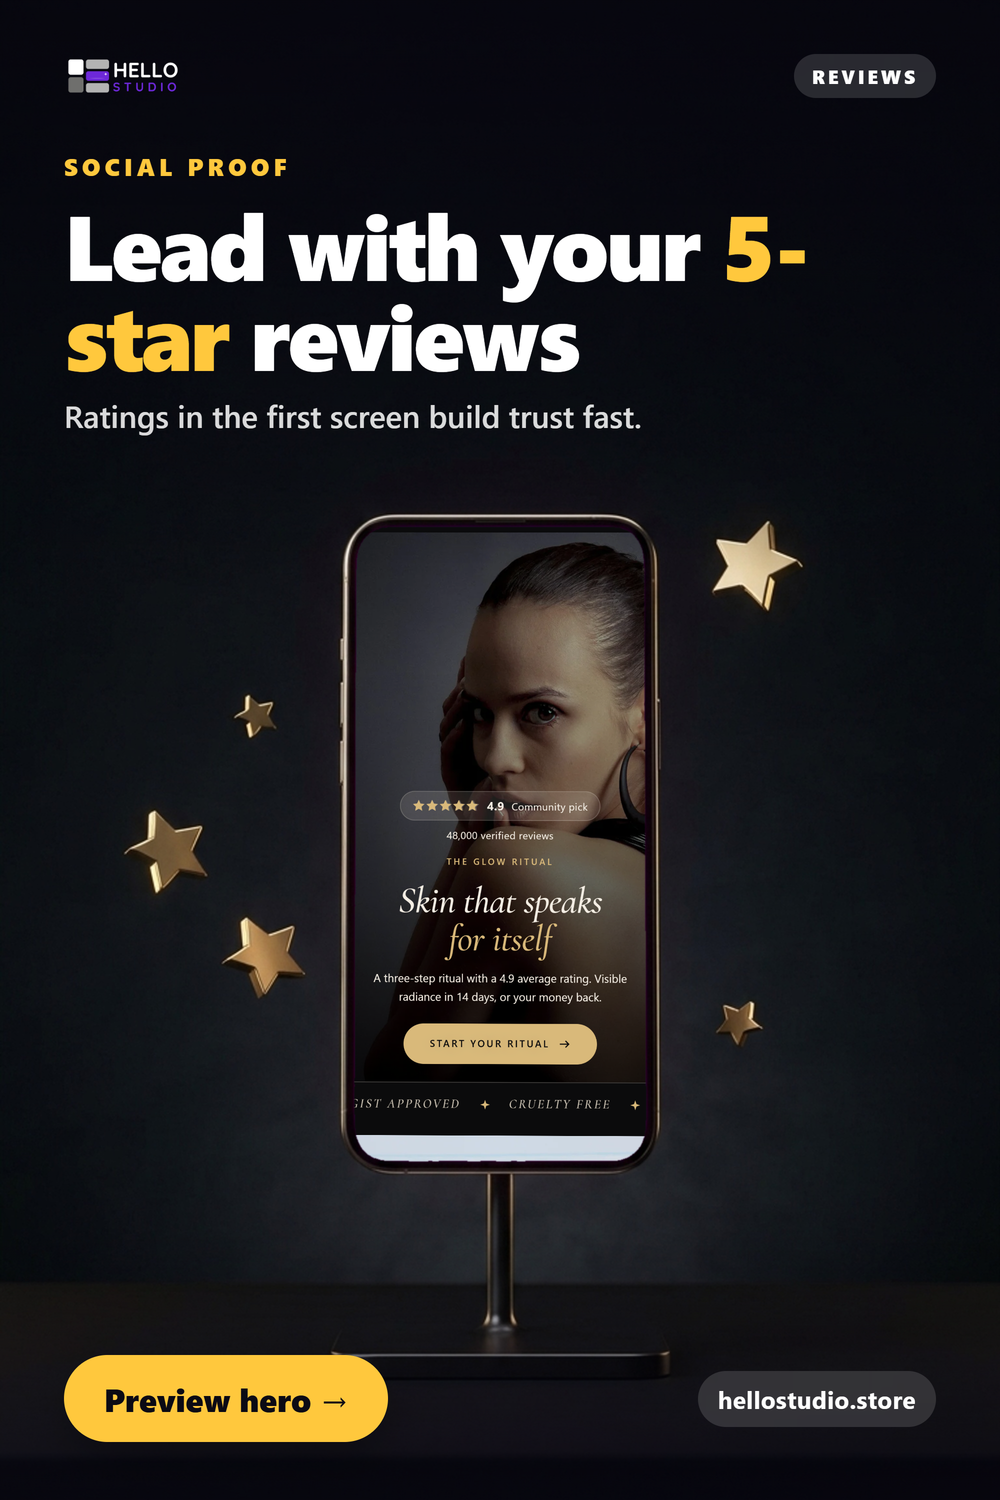 HELLO
STUDIO
REVIEWS
SOCIAL PROOF
Lead with your 5-
star reviews
Ratings in the first screen build trust fast.
4.9 Community pick
48,000 verified reviews
THE GLOW RITUAL
Skin that speaks
for itself
A three-step ritual with a 4.9 average rating. Visible
radiance in 14 days, or your money back.
START YOUR RITUAL →
GIST APPROVED ✦ CRUELTY FREE ✦
Preview hero →
hellostudio.store